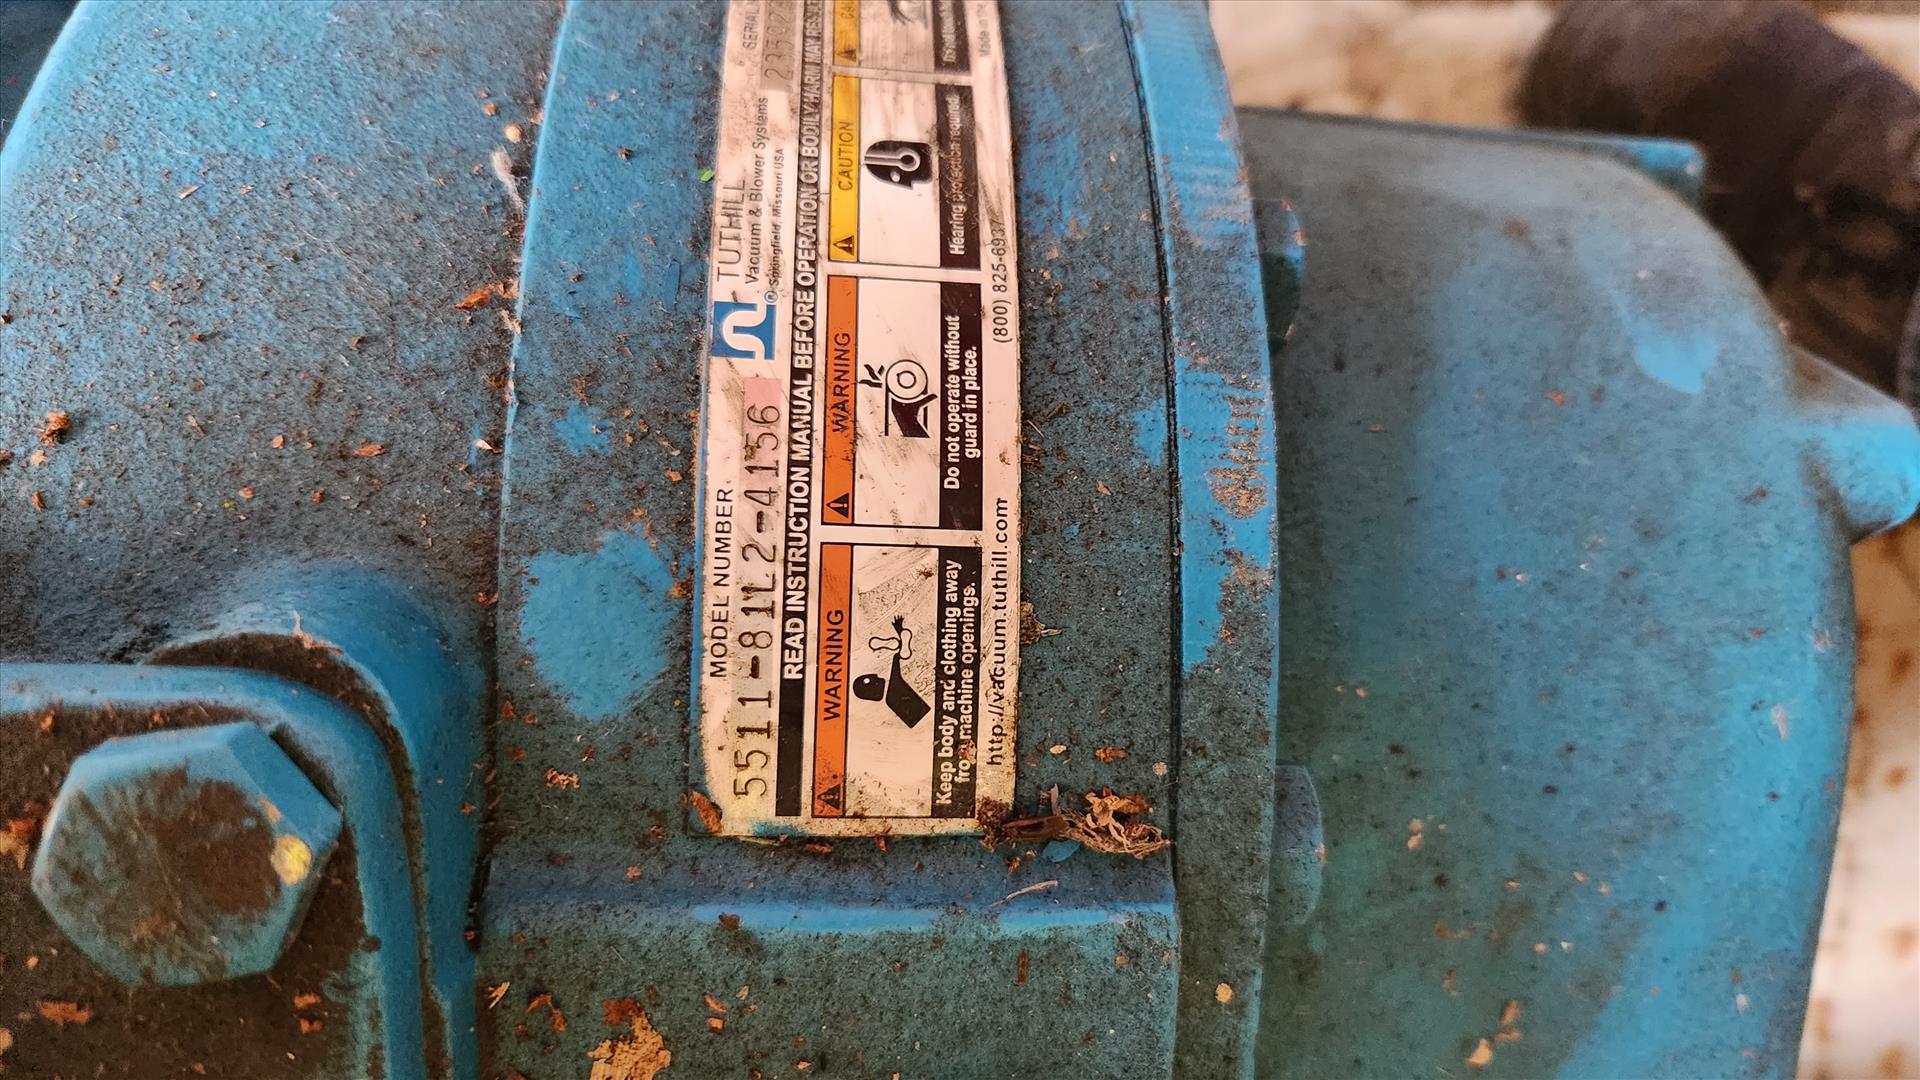 MODEL NUMBER
5511-81L2-4156
TUTHILL
Vacuum & Blower Systems
® Springfield, Missouri USA
SERIAL
READ INSTRUCTION MANUAL BEFORE OPERATION OR BODILY HARM MAY RESULT
WARNING
Keep body and clothing away
from machine openings.
WARNING
Do not operate without
guard in place.
CAUTION
Hearing protection required.
http://vacuum.tuthill.com
(800) 825-6937
Made in